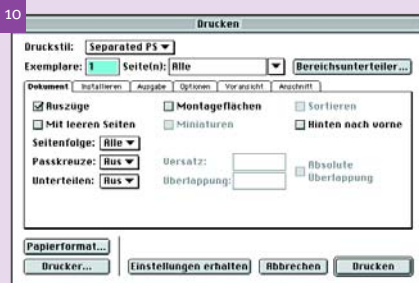 10
Drucken
Druckstil: Separated PS
Exemplare: 1 Seite(n): Alle Bereichsunterteiler...
Dokument Installieren Ausgabe Optionen Voransicht Anschnitt
Auszüge Montageflächen Sortieren
Mit leeren Seiten Miniaturen Hinten nach vorne
Seitenfolge: Alle
Passkreuze: Aus Versatz: Absolute
Unterteilen: Aus Überlappung: Überlappung
Papierformat...
Drucker... Einstellungen erhalten Abbrechen Drucken